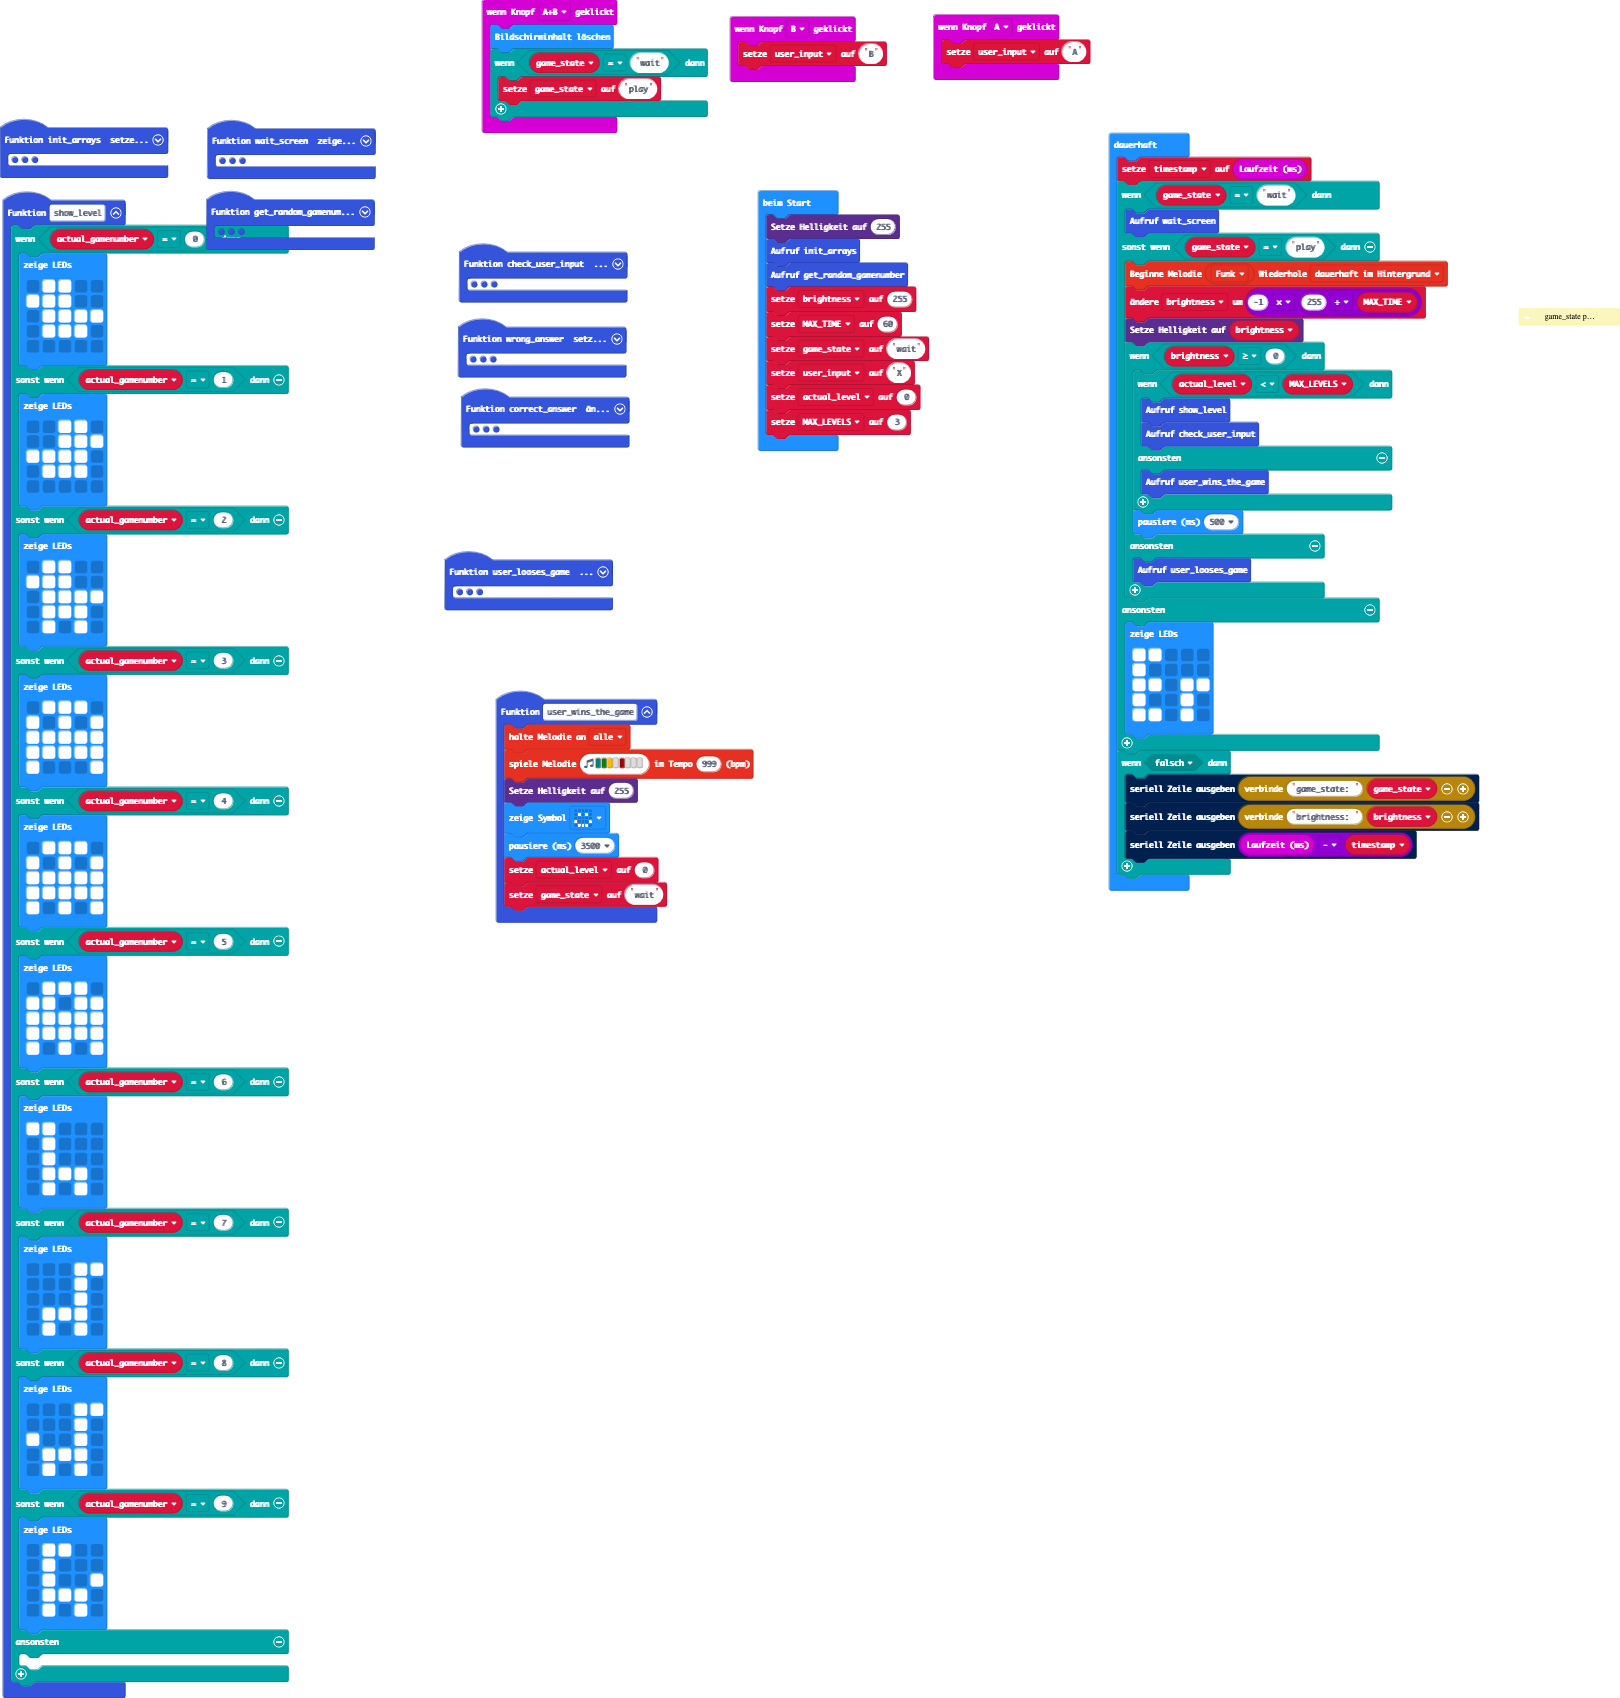 wenn Knopf A+B geklickt
Bildschirminhalt löschen
wenn game_state = "wait" dann
setze game_state auf "play"
wenn Knopf B geklickt
setze user_input auf "B"
wenn Knopf A geklickt
setze user_input auf "A"
Funktion init_arrays setze...
Funktion wait_screen zeige...
Funktion show_level
Funktion get_random_gamenum...
wenn actual_gamenumber = 0
zeige LEDs
sonst wenn actual_gamenumber = 1 dann
zeige LEDs
sonst wenn actual_gamenumber = 2 dann
zeige LEDs
sonst wenn actual_gamenumber = 3 dann
zeige LEDs
sonst wenn actual_gamenumber = 4 dann
zeige LEDs
sonst wenn actual_gamenumber = 5 dann
zeige LEDs
sonst wenn actual_gamenumber = 6 dann
zeige LEDs
sonst wenn actual_gamenumber = 7 dann
zeige LEDs
sonst wenn actual_gamenumber = 8 dann
zeige LEDs
sonst wenn actual_gamenumber = 9 dann
zeige LEDs
ansonsten
Funktion check_user_input ...
Funktion wrong_answer setz...
Funktion correct_answer än...
Funktion user_looses_game ...
Funktion user_wins_the_game
halte Melodie an alle
spiele Melodie im Tempo 999 (bpm)
Setze Helligkeit auf 255
zeige Symbol
pausiere (ms) 3500
setze actual_level auf 0
setze game_state auf "wait"
beim Start
Setze Helligkeit auf 255
Aufruf init_arrays
Aufruf get_random_gamenumber
setze brightness auf 255
setze MAX_TIME auf 60
setze game_state auf "wait"
setze user_input auf "X"
setze actual_level auf 0
setze MAX_LEVELS auf 3
dauerhaft
setze timestamp auf Laufzeit (ms)
wenn game_state = "wait" dann
Aufruf wait_screen
sonst wenn game_state = "play" dann
Beginne Melodie Funk Wiederhole dauerhaft im Hintergrund
ändere brightness um -1 × 255 ÷ MAX_TIME
Setze Helligkeit auf brightness
wenn brightness ≥ 0 dann
wenn actual_level < MAX_LEVELS dann
Aufruf show_level
Aufruf check_user_input
ansonsten
Aufruf user_wins_the_game
pausiere (ms) 500
ansonsten
Aufruf user_looses_game
ansonsten
zeige LEDs
wenn falsch dann
seriell Zeile ausgeben verbinde "game_state: " game_state
seriell Zeile ausgeben verbinde "brightness: " brightness
seriell Zeile ausgeben Laufzeit (ms) - timestamp
game_state p...